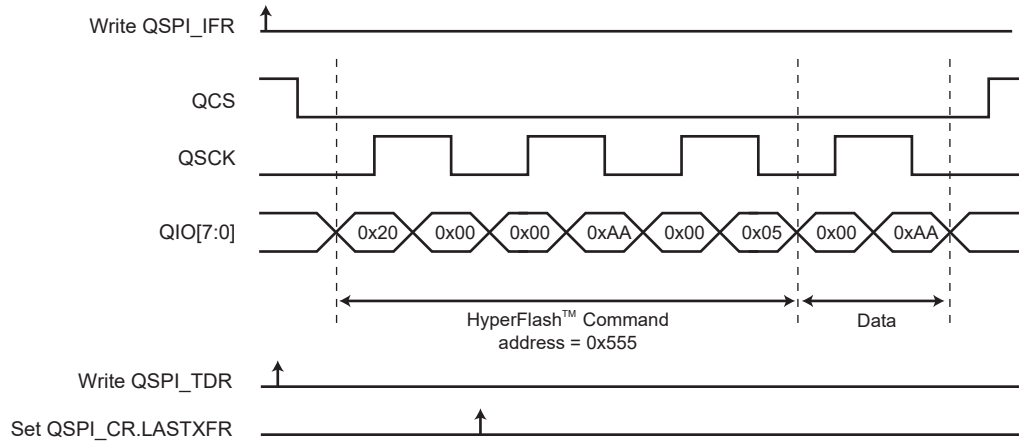 Write QSPI_IFR
QCS
QSCK
QIO[7:0]
0x20 0x00 0x00 0xAA 0x00 0x05 0x00 0xAA
HyperFlash™ Command
address = 0x555
Data
Write QSPI_TDR
Set QSPI_CR.LASTXFR